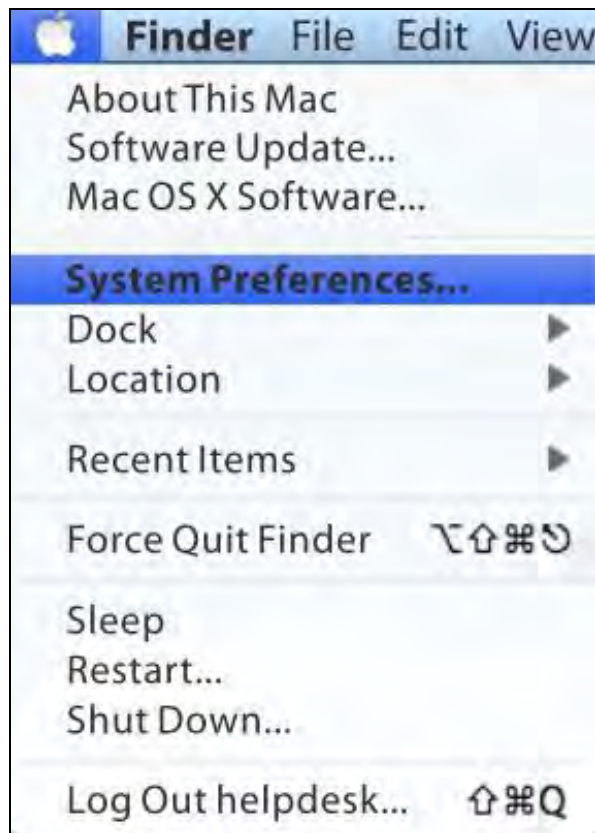 Finder File Edit View
About This Mac
Software Update...
Mac OS X Software...
System Preferences...
Dock
Location
Recent Items
Force Quit Finder ⌥⇧⌘⎋
Sleep
Restart...
Shut Down...
Log Out helpdesk... ⇧⌘Q